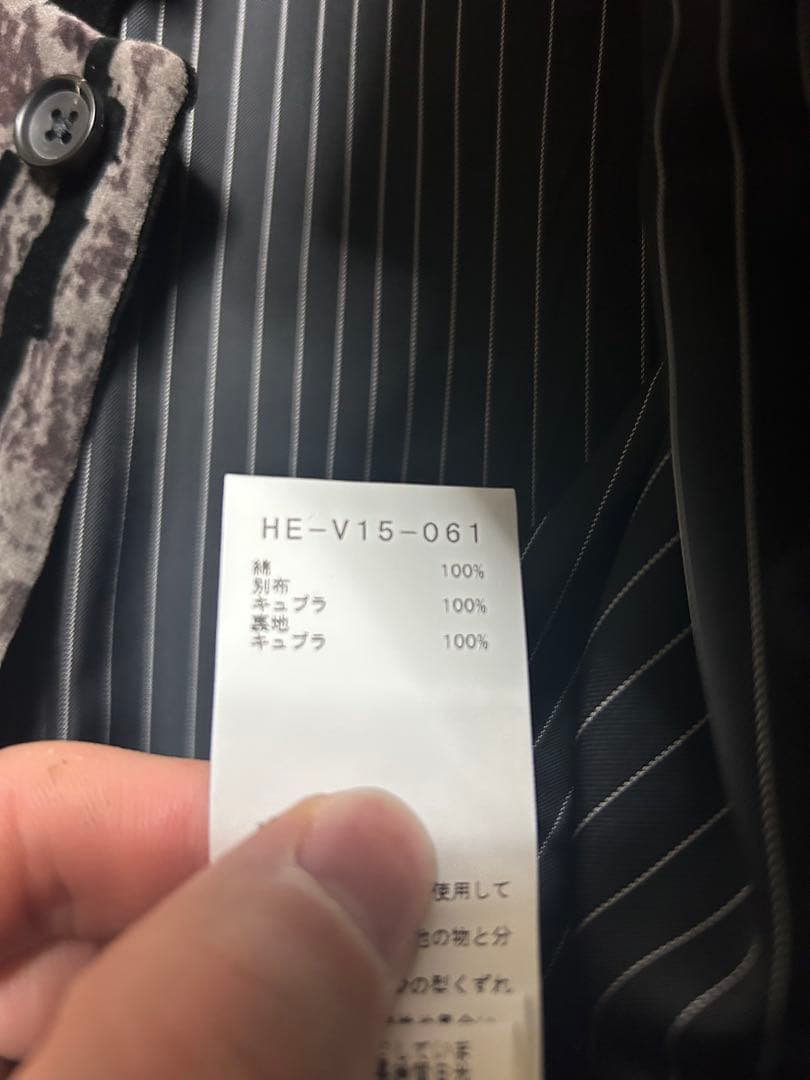 HE-V15-061
綿 100%
別布
キュプラ 100%
裏地
キュプラ 100%
使用して
の物と分
の型くずれ